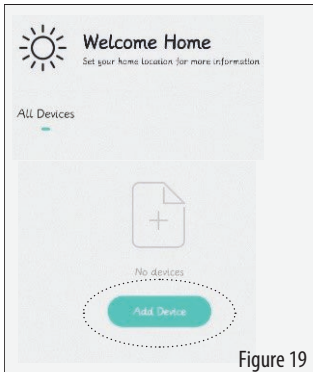 Welcome Home
Set your home location for more information
All Devices
No devices
Add Device
Figure 19